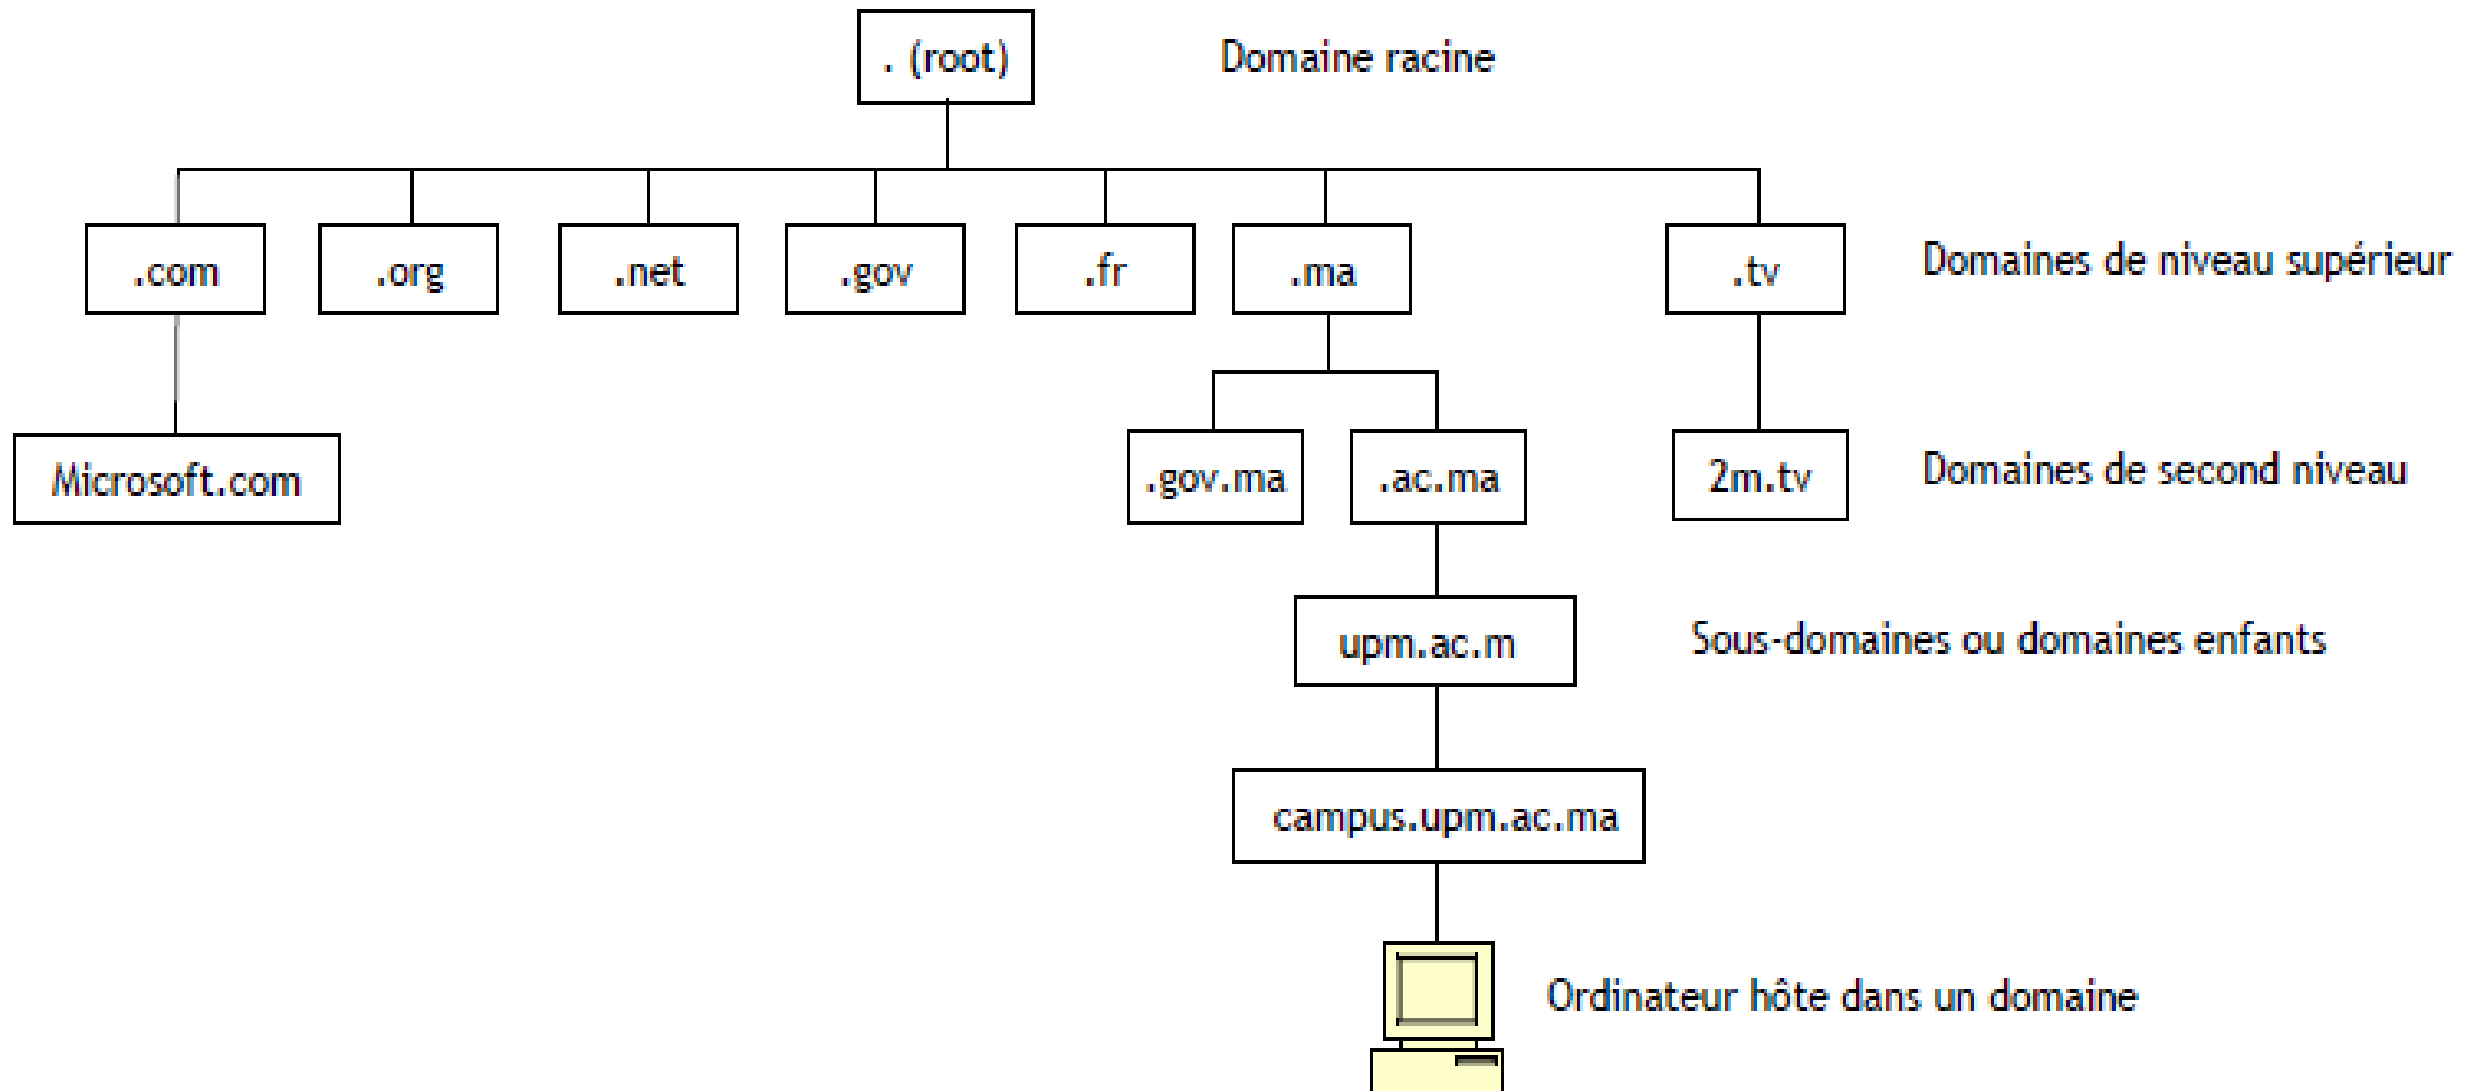 . (root)
Domaine racine
.com
.org
.net
.gov
.fr
.ma
.tv
Domaines de niveau supérieur
Microsoft.com
.gov.ma
.ac.ma
2m.tv
Domaines de second niveau
upm.ac.m
Sous-domaines ou domaines enfants
campus.upm.ac.ma
Ordinateur hôte dans un domaine